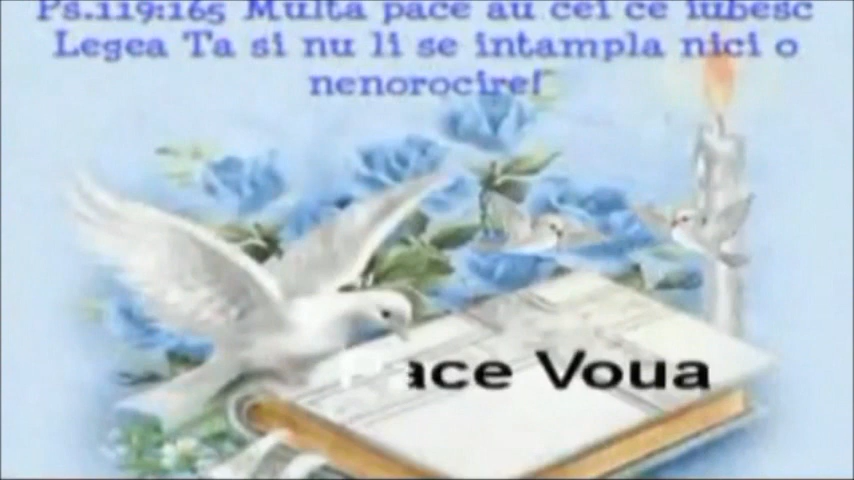 Ps.119:165 Multa pace au cei ce iubesc
Legea Ta si nu li se intampla nici o
nenorocire!
ace Voua